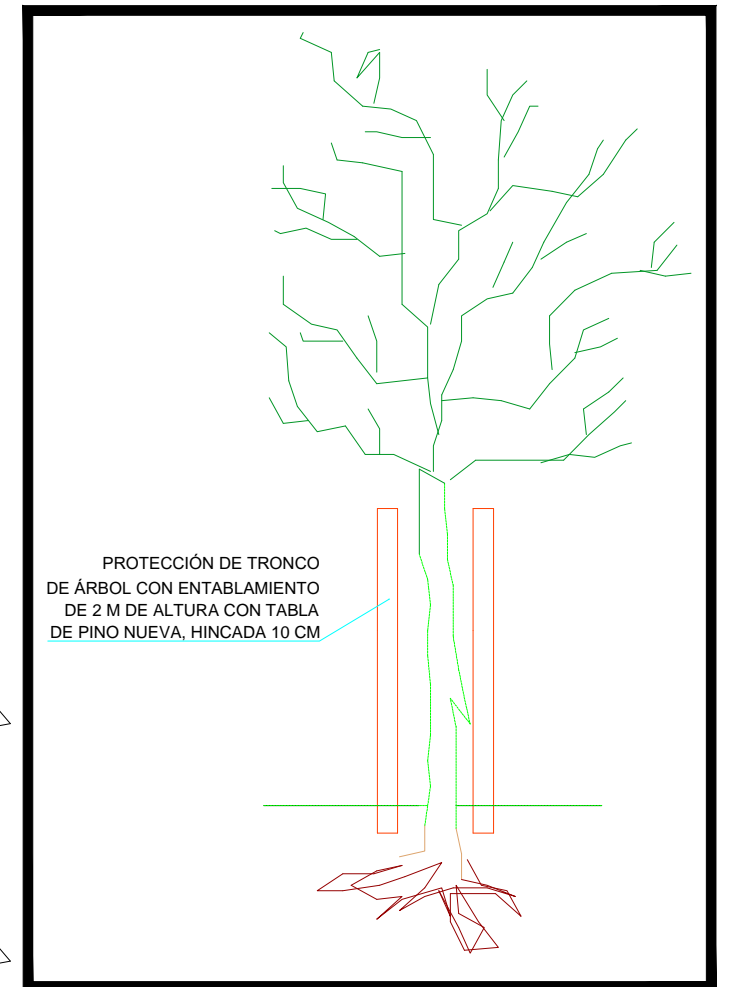 PROTECCIÓN DE TRONCO
DE ÁRBOL CON ENTABLAMIENTO
DE 2 M DE ALTURA CON TABLA
DE PINO NUEVA, HINCADA 10 CM